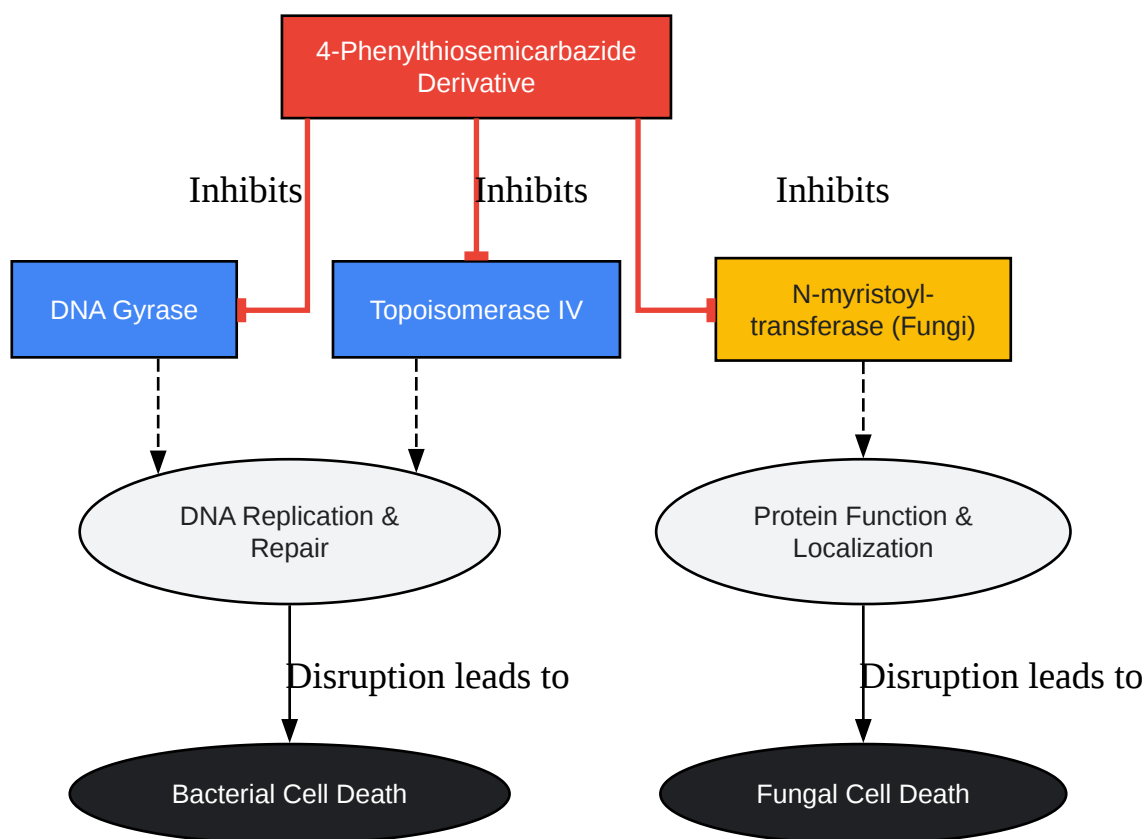 4-Phenylthiosemicarbazide
Derivative
Inhibits
Inhibits
Inhibits
DNA Gyrase
Topoisomerase IV
N-myristoyl-
transferase (Fungi)
DNA Replication &
Repair
Protein Function &
Localization
Disruption leads to
Disruption leads to
Bacterial Cell Death
Fungal Cell Death